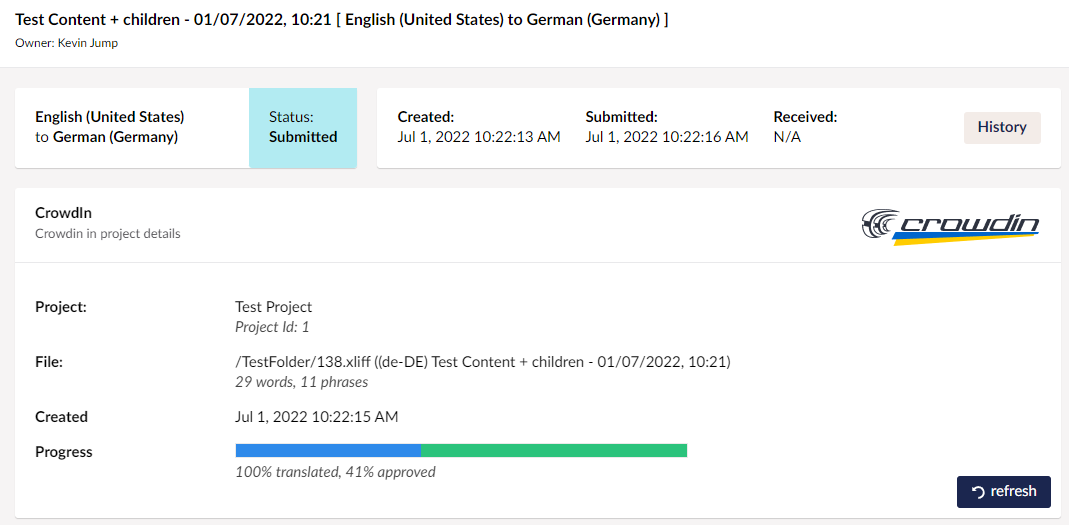 Test Content + children - 01/07/2022, 10:21 [ English (United States) to German (Germany) ]
Owner: Kevin Jump
English (United States)
to German (Germany)
Status:
Submitted
Created:
Jul 1, 2022 10:22:13 AM
Submitted:
Jul 1, 2022 10:22:16 AM
Received:
N/A
History
CrowdIn
Crowdin in project details
crowdin
Project:
Test Project
Project Id: 1
File:
/TestFolder/138.xliff ((de-DE) Test Content + children - 01/07/2022, 10:21)
29 words, 11 phrases
Created
Jul 1, 2022 10:22:15 AM
Progress
100% translated, 41% approved
refresh